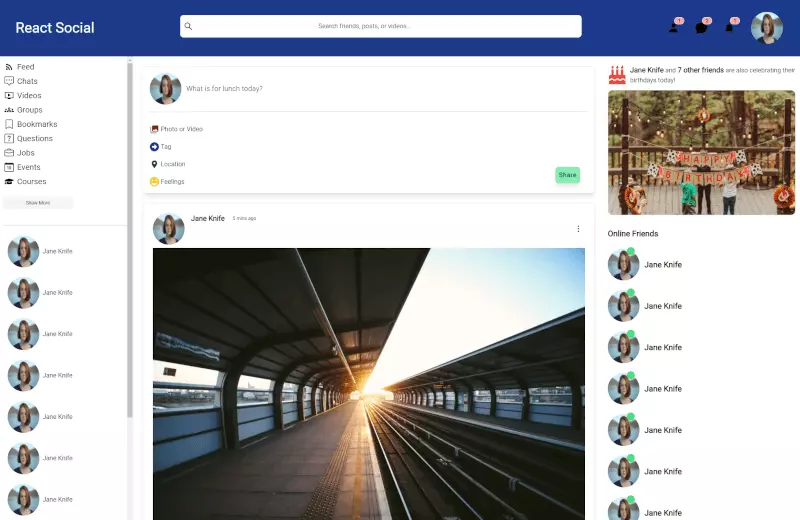 React Social
Search friends, posts, or videos...
Feed
Chats
Videos
Groups
Bookmarks
Questions
Jobs
Events
Courses
Show More
Jane Knife
Jane Knife
Jane Knife
Jane Knife
Jane Knife
Jane Knife
Jane Knife
What is for lunch today?
Photo or Video
Tag
Location
Feelings
Share
Jane Knife 5 mins ago
Jane Knife and 7 other friends are also celebrating their
birthdays today!
HAPPY
BIRTHDAY
Online Friends
Jane Knife
Jane Knife
Jane Knife
Jane Knife
Jane Knife
Jane Knife
Jane Knife